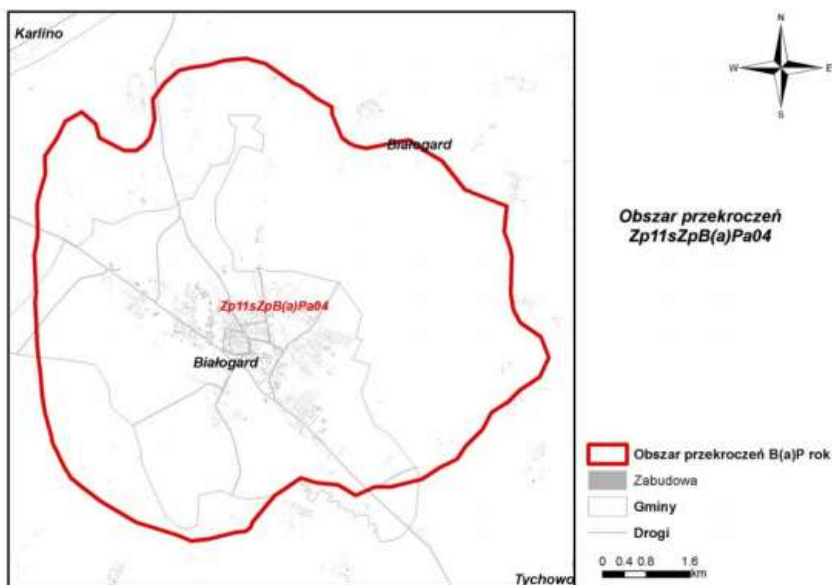 Karlino
Białogard
Zp11sZpB(a)Pa04
Białogard
Tychowo
N
W
E
S
Obszar przekroczeń
Zp11sZpB(a)Pa04
Obszar przekroczeń B(a)P rok
Zabudowa
Gminy
Drogi
0 0.4 0.8 1.6
km